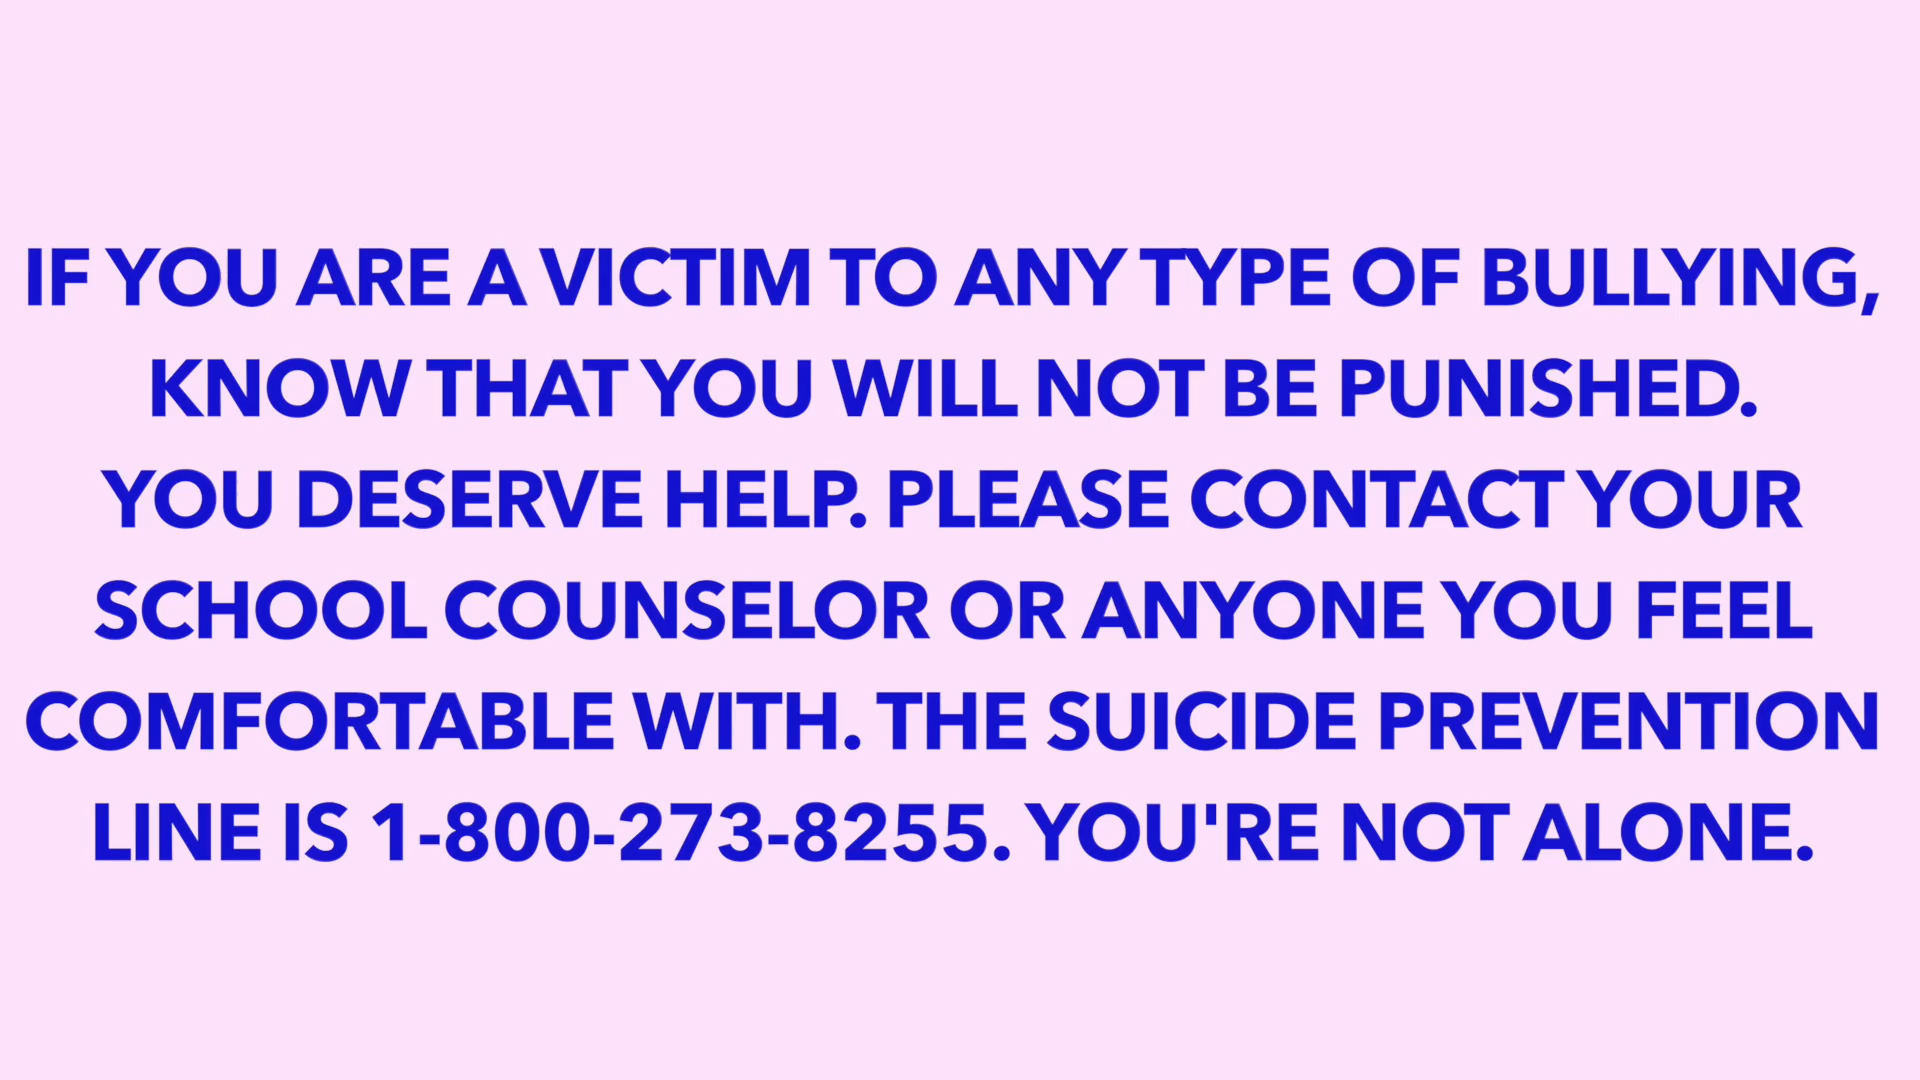 IF YOU ARE A VICTIM TO ANY TYPE OF BULLYING,
KNOW THAT YOU WILL NOT BE PUNISHED.
YOU DESERVE HELP. PLEASE CONTACT YOUR
SCHOOL COUNSELOR OR ANYONE YOU FEEL
COMFORTABLE WITH. THE SUICIDE PREVENTION
LINE IS 1-800-273-8255. YOU'RE NOT ALONE.